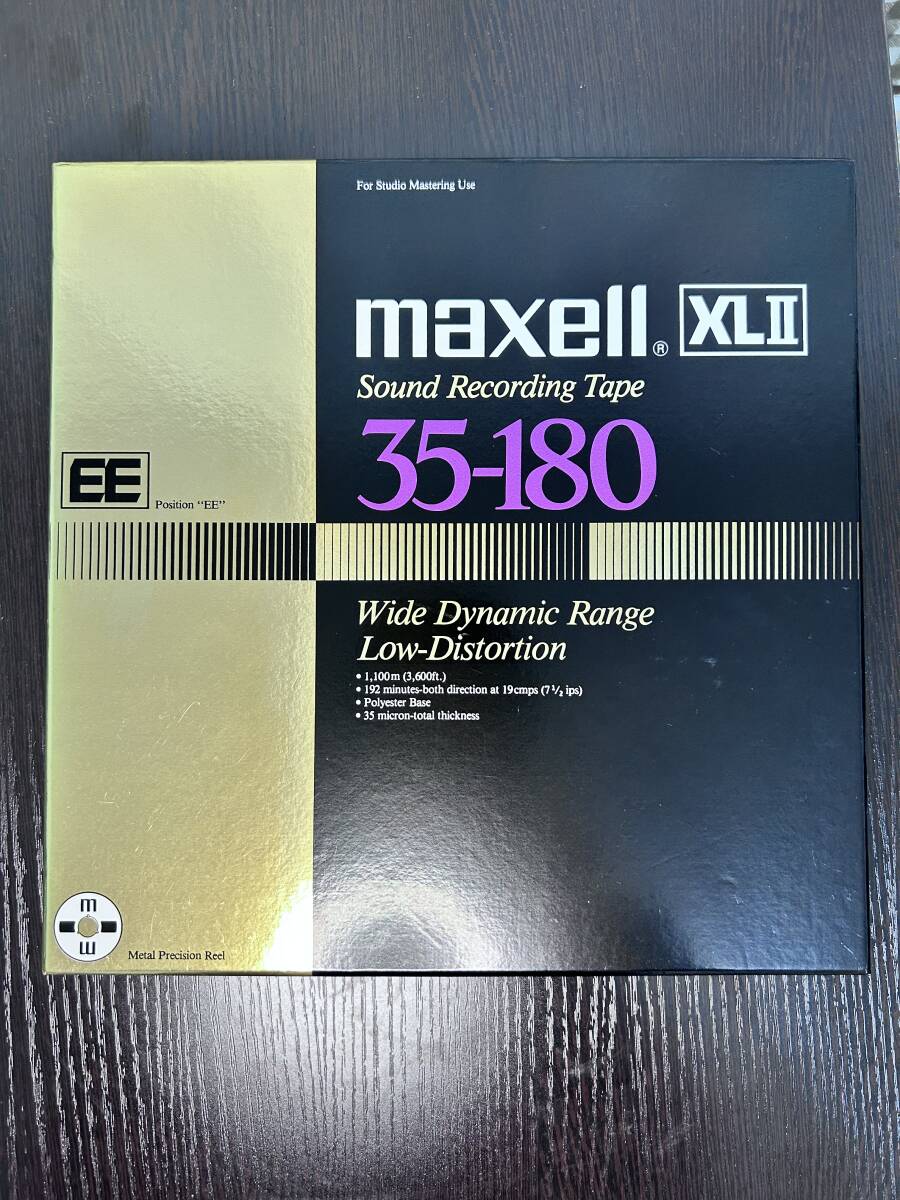 For Studio Mastering Use
maxell® XLII
Sound Recording Tape
35-180
EE Position “EE”
Wide Dynamic Range
Low-Distortion
• 1,100m (3,600ft.)
• 192 minutes-both direction at 19cmps (7 1/2 ips)
• Polyester Base
• 35 micron-total thickness
m
m
Metal Precision Reel